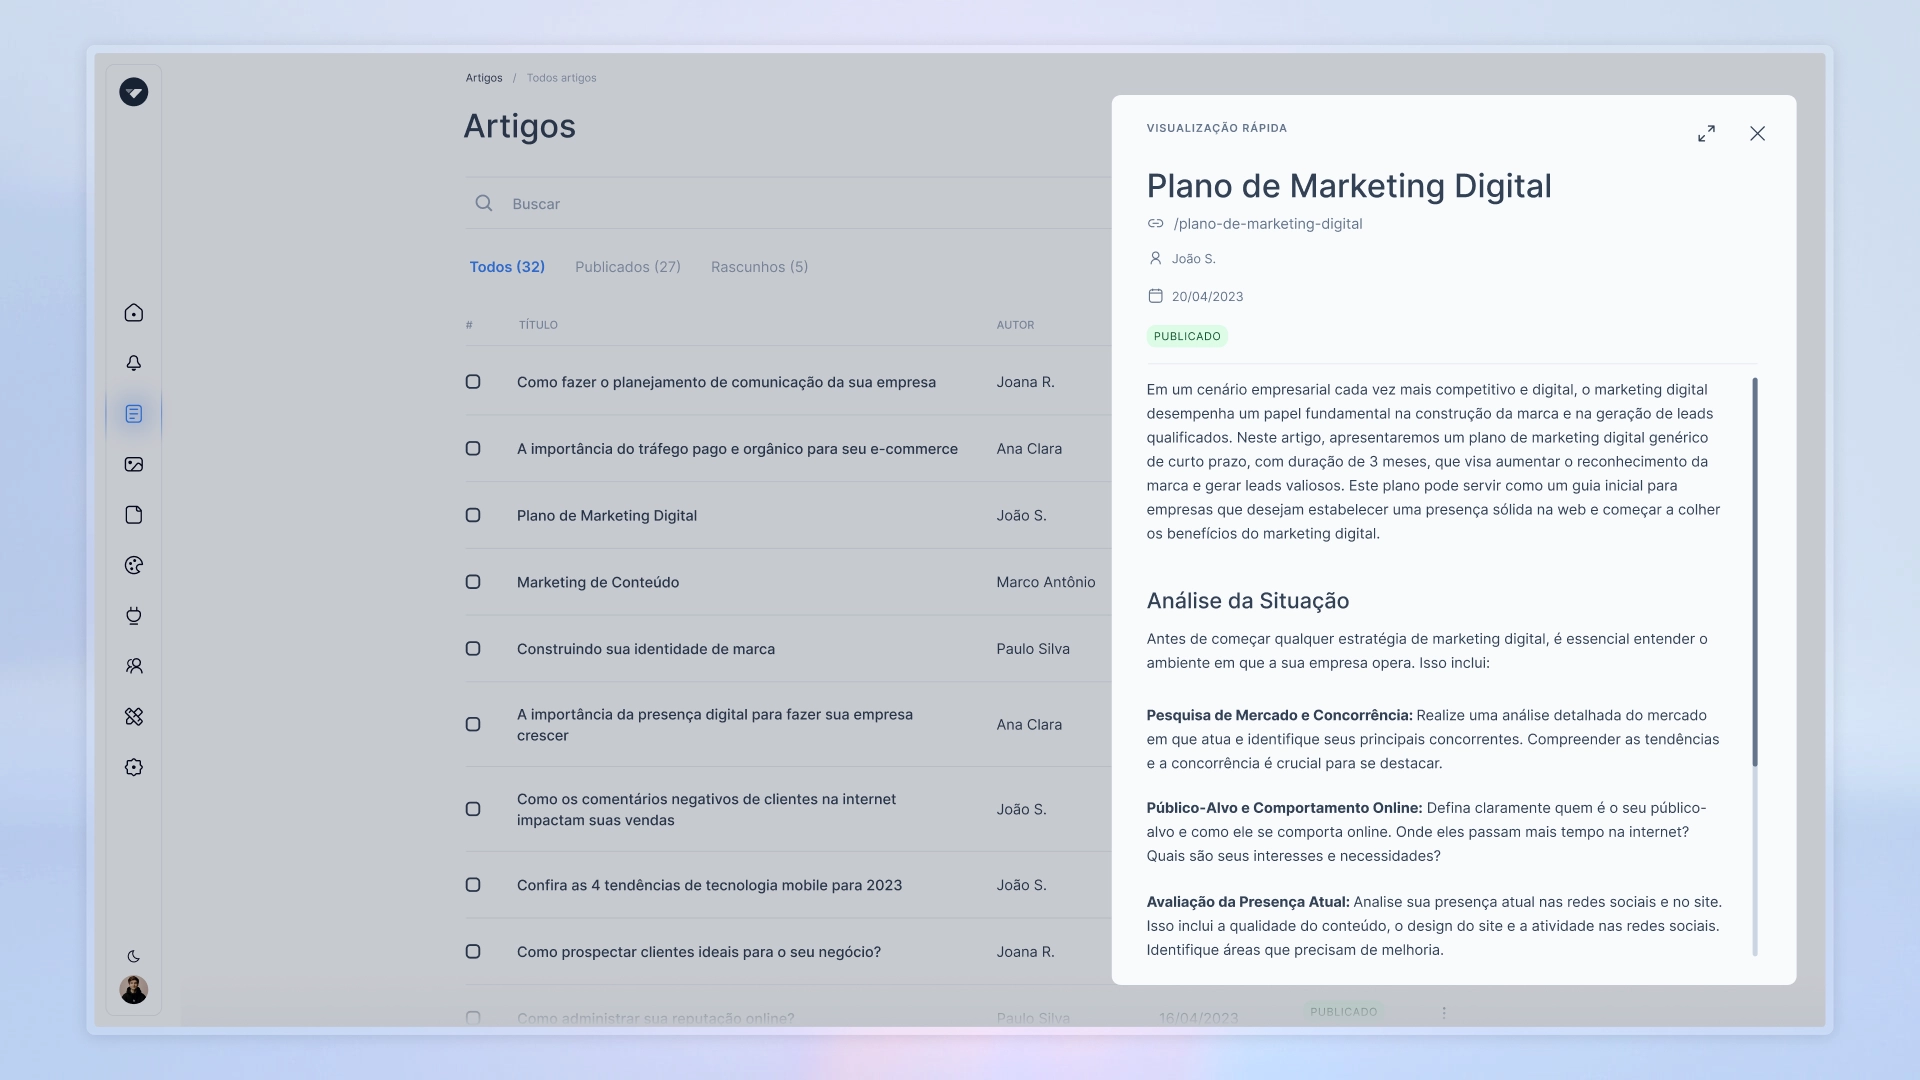 Artigos / Todos artigos
Artigos
Buscar
Todos (32) Publicados (27) Rascunhos (5)
# TÍTULO AUTOR
Como fazer o planejamento de comunicação da sua empresa Joana R.
A importância do tráfego pago e orgânico para seu e-commerce Ana Clara
Plano de Marketing Digital João S.
Marketing de Conteúdo Marco Antônio
Construindo sua identidade de marca Paulo Silva
A importância da presença digital para fazer sua empresa
crescer
Ana Clara
Como os comentários negativos de clientes na internet
impactam suas vendas
João S.
Confira as 4 tendências de tecnologia mobile para 2023 João S.
Como prospectar clientes ideais para o seu negócio? Joana R.
Como administrar sua reputação online? Paulo Silva 16/04/2023 PUBLICADO
VISUALIZAÇÃO RÁPIDA
Plano de Marketing Digital
/plano-de-marketing-digital
João S.
20/04/2023
PUBLICADO
Em um cenário empresarial cada vez mais competitivo e digital, o marketing digital
desempenha um papel fundamental na construção da marca e na geração de leads
qualificados. Neste artigo, apresentaremos um plano de marketing digital genérico
de curto prazo, com duração de 3 meses, que visa aumentar o reconhecimento da
marca e gerar leads valiosos. Este plano pode servir como um guia inicial para
empresas que desejam estabelecer uma presença sólida na web e começar a colher
os benefícios do marketing digital.
Análise da Situação
Antes de começar qualquer estratégia de marketing digital, é essencial entender o
ambiente em que a sua empresa opera. Isso inclui:
Pesquisa de Mercado e Concorrência: Realize uma análise detalhada do mercado
em que atua e identifique seus principais concorrentes. Compreender as tendências
e a concorrência é crucial para se destacar.
Público-Alvo e Comportamento Online: Defina claramente quem é o seu público-
alvo e como ele se comporta online. Onde eles passam mais tempo na internet?
Quais são seus interesses e necessidades?
Avaliação da Presença Atual: Analise sua presença atual nas redes sociais e no site.
Isso inclui a qualidade do conteúdo, o design do site e a atividade nas redes sociais.
Identifique áreas que precisam de melhoria.